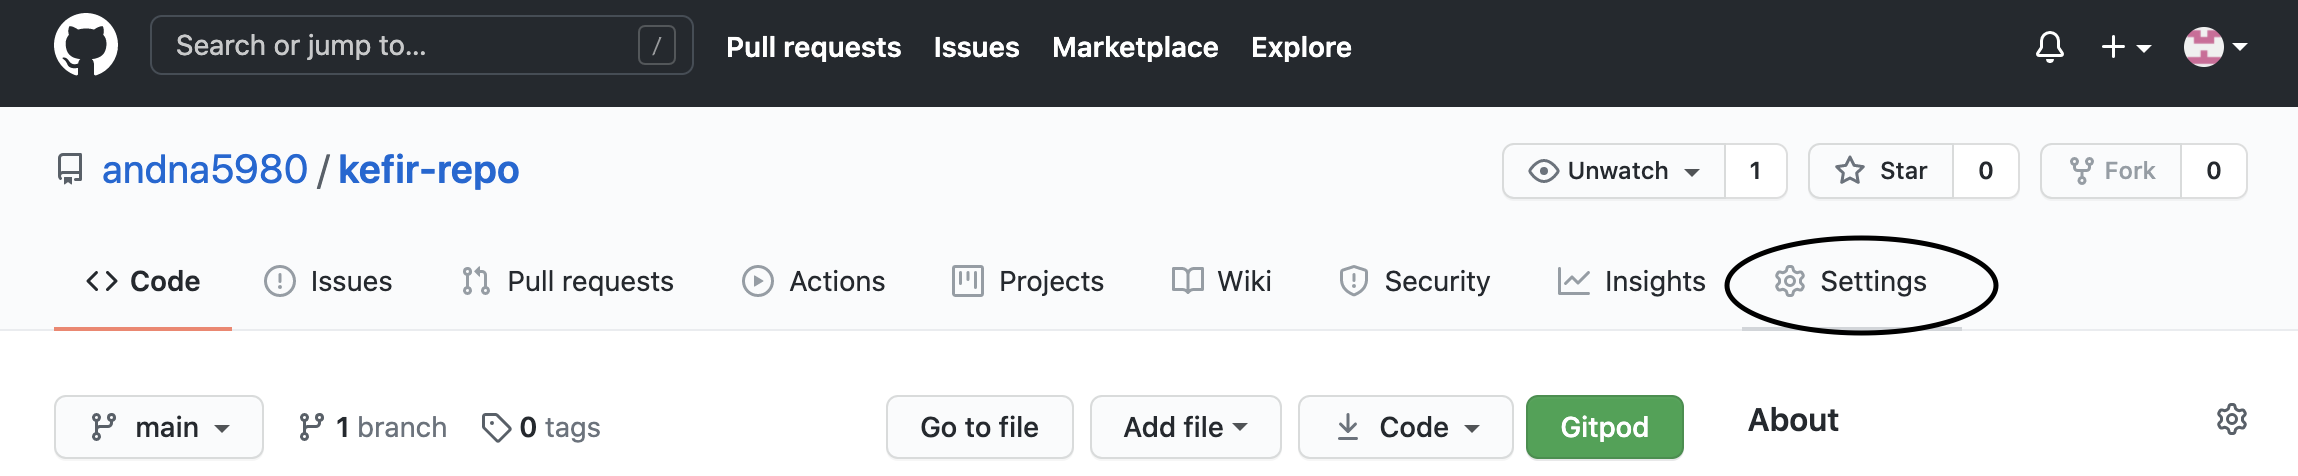 Search or jump to... / Pull requests Issues Marketplace Explore
andna5980 / kefir-repo Unwatch 1 Star 0 Fork 0
Code Issues Pull requests Actions Projects Wiki Security Insights Settings
main 1 branch 0 tags Go to file Add file Code Gitpod About